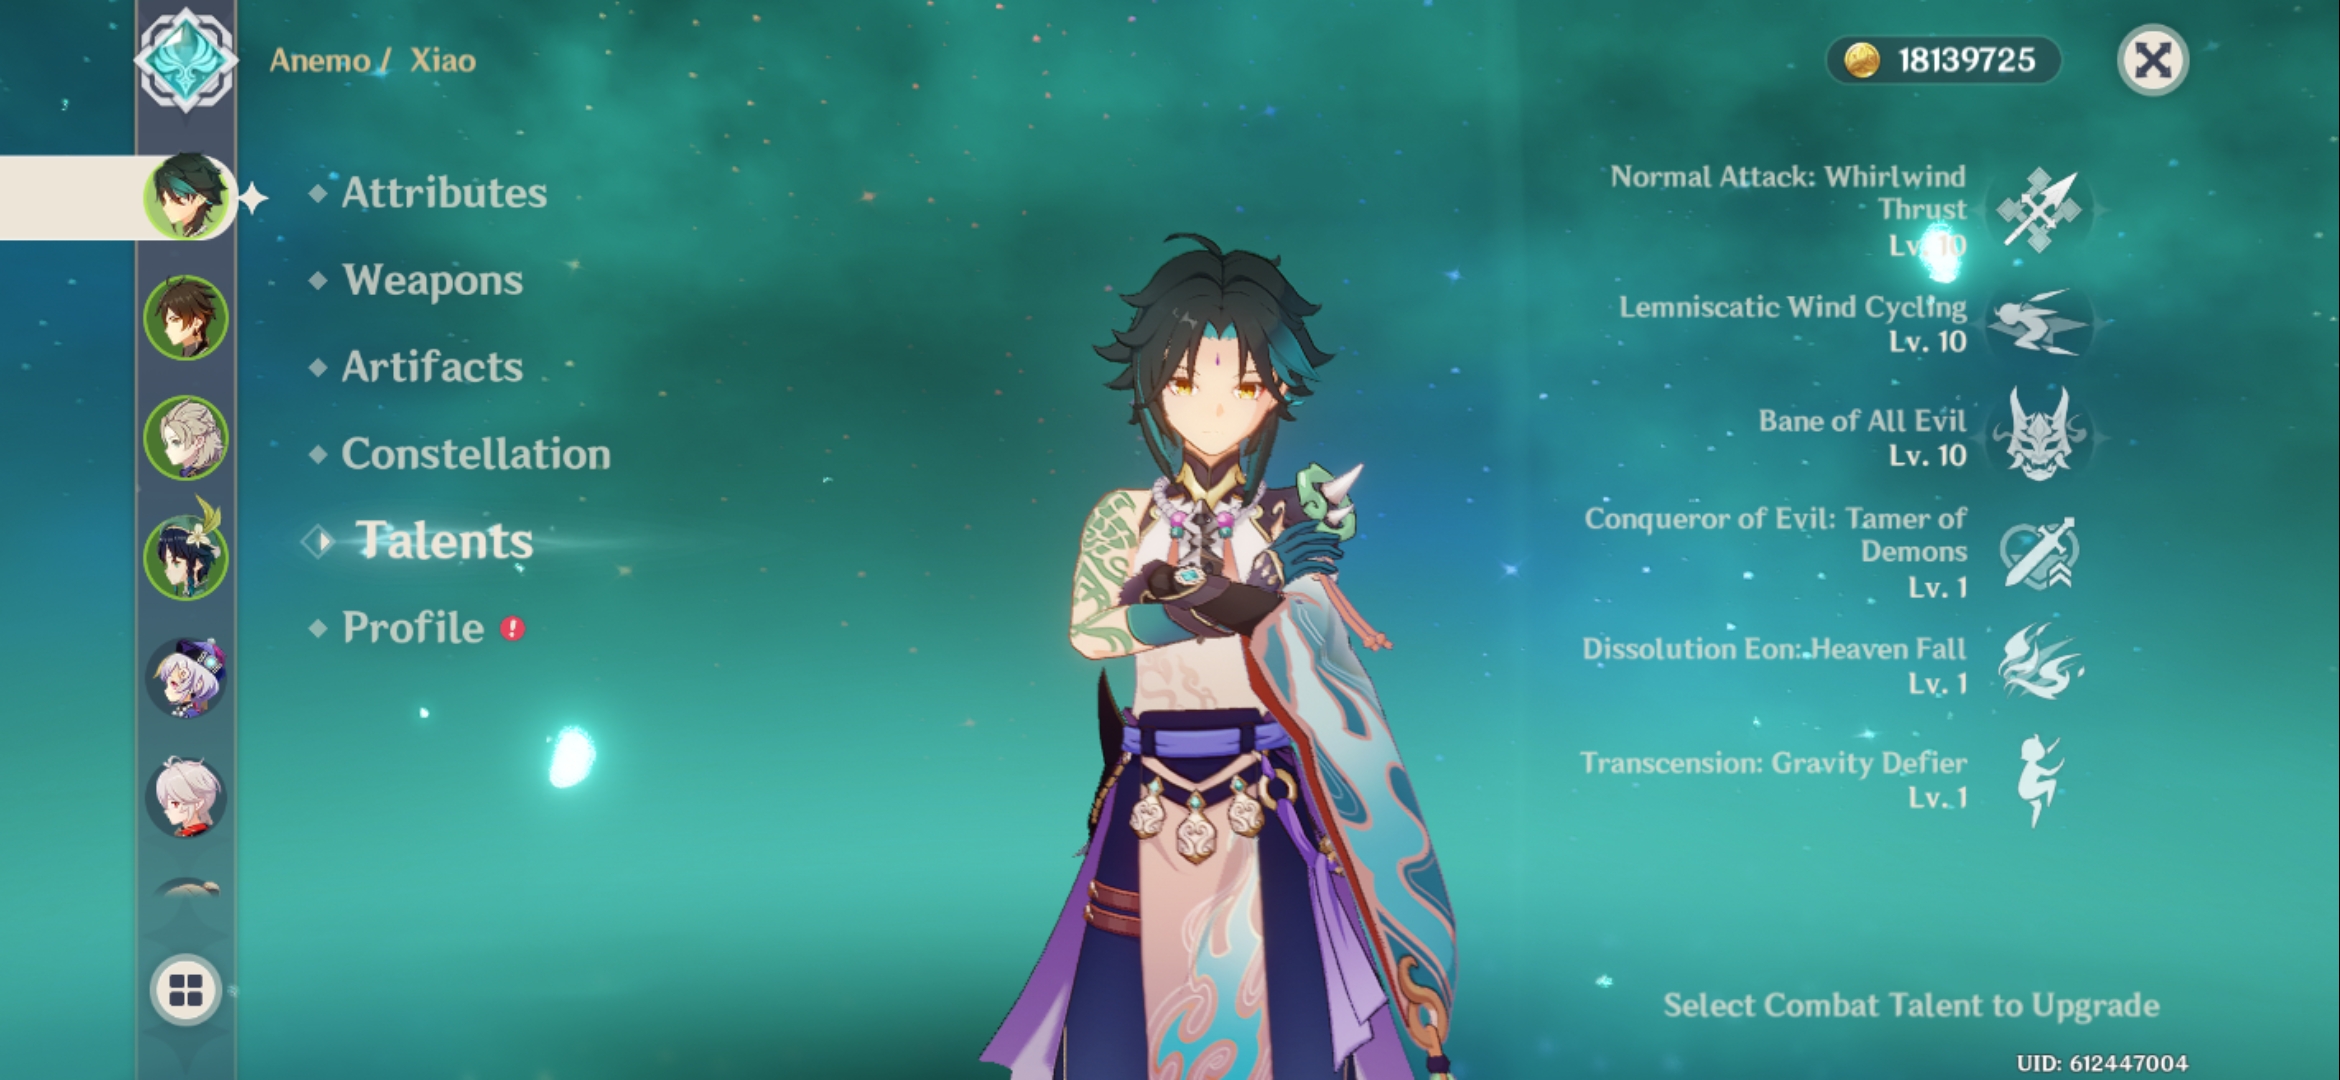 Anemo / Xiao
18139725
Attributes
Weapons
Artifacts
Constellation
Talents
Profile
Normal Attack: Whirlwind
Thrust
Lv. 10
Lemniscatic Wind Cycling
Lv. 10
Bane of All Evil
Lv. 10
Conqueror of Evil: Tamer of
Demons
Lv. 1
Dissolution Eon: Heaven Fall
Lv. 1
Transcension: Gravity Defier
Lv. 1
Select Combat Talent to Upgrade
UID: 612447004